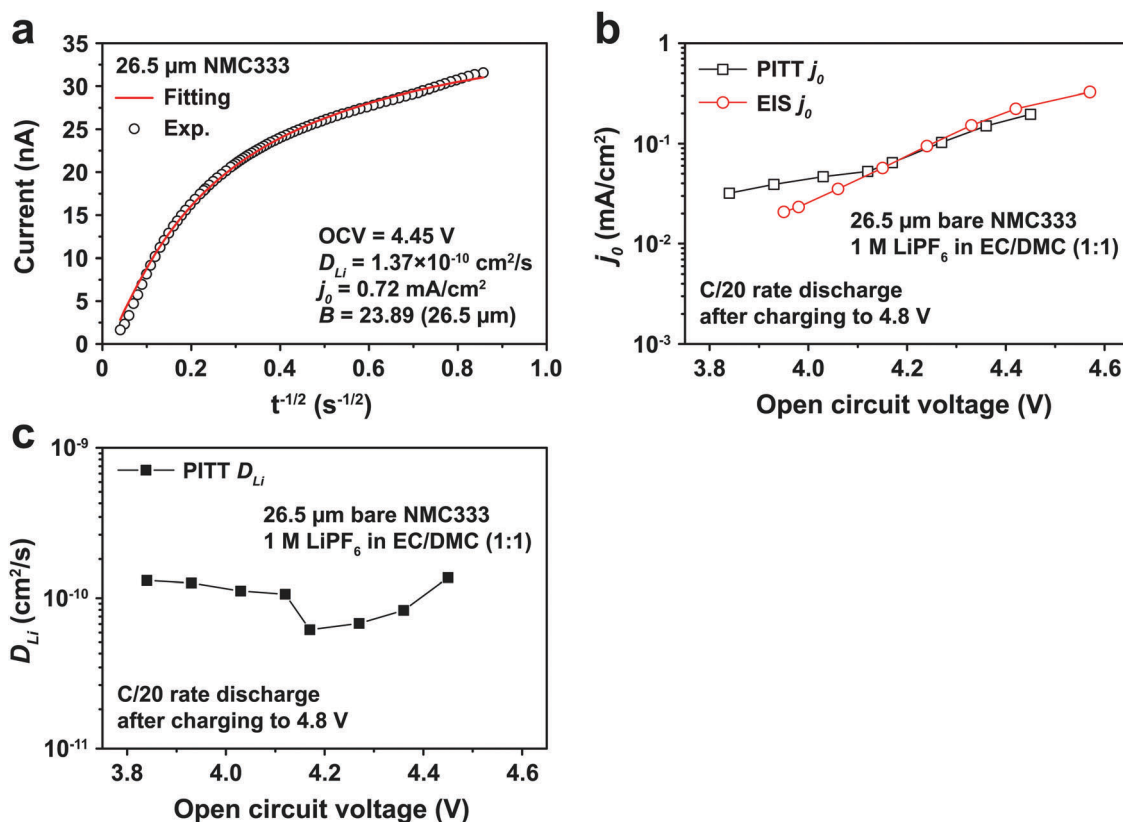 a
35
30
25
20
15
10
5
0
Current (nA)
26.5 µm NMC333
Fitting
Exp.
OCV = 4.45 V
D_Li = 1.37×10⁻¹⁰ cm²/s
j₀ = 0.72 mA/cm²
B = 23.89 (26.5 µm)
0.2 0.4 0.6 0.8 1.0
t⁻¹/² (s⁻¹/²)
b
1
10⁻¹
10⁻²
10⁻³
j₀ (mA/cm²)
PITT j₀
EIS j₀
26.5 µm bare NMC333
1 M LiPF₆ in EC/DMC (1:1)
C/20 rate discharge
after charging to 4.8 V
3.8 4.0 4.2 4.4 4.6
Open circuit voltage (V)
c
10⁻⁹
10⁻¹⁰
10⁻¹¹
D_Li (cm²/s)
PITT D_Li
26.5 µm bare NMC333
1 M LiPF₆ in EC/DMC (1:1)
C/20 rate discharge
after charging to 4.8 V
3.8 4.0 4.2 4.4 4.6
Open circuit voltage (V)